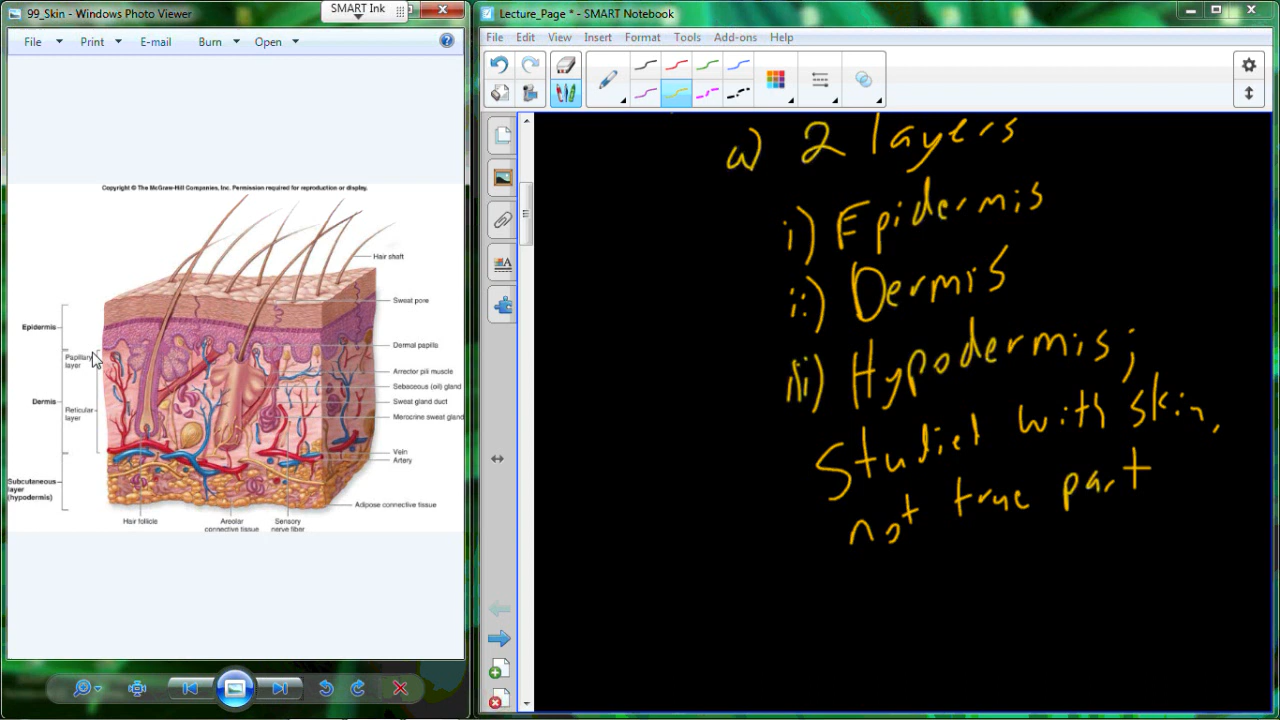 99_Skin - Windows Photo Viewer
SMART Ink
File Print E-mail Burn Open
Copyright © The McGraw-Hill Companies, Inc. Permission required for reproduction or display.
Hair shaft
Sweat pore
Epidermis
Dermal papilla
Papillary
layer
Arrector pili muscle
Sebaceous (oil) gland
Dermis
Sweat gland duct
Reticular
layer
Merocrine sweat gland
Vein
Artery
Subcutaneous
layer
(hypodermis)
Adipose connective tissue
Hair follicle
Areolar
connective tissue
Sensory
nerve fiber
Lecture_Page * - SMART Notebook
File Edit View Insert Format Tools Add-ons Help
a) 2 layers
i) Epidermis
ii) Dermis
iii) Hypodermis;
Studied with skin,
not true part